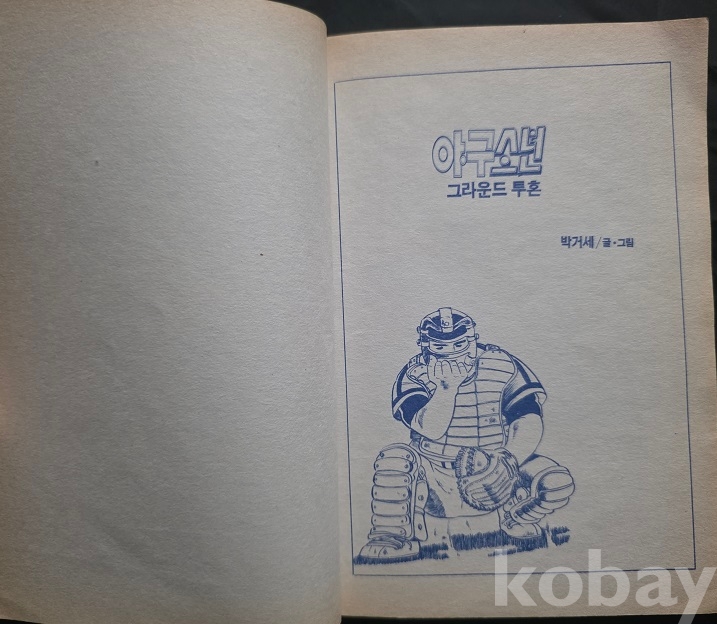 야구소년
그라운드 투혼
박거세/글·그림
kobay